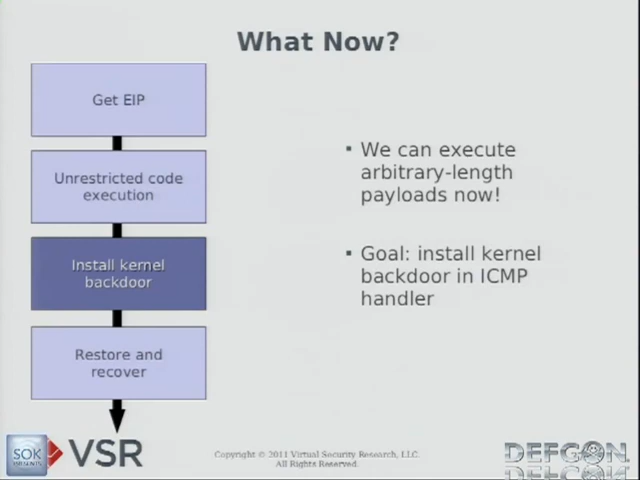 What Now?
Get EIP
Unrestricted code
execution
Install kernel
backdoor
Restore and
recover
▪ We can execute
arbitrary-length
payloads now!
▪ Goal: install kernel
backdoor in ICMP
handler
SOK
VSR
Copyright © 2011 Virtual Security Research, LLC.
All Rights Reserved.
DEFCON